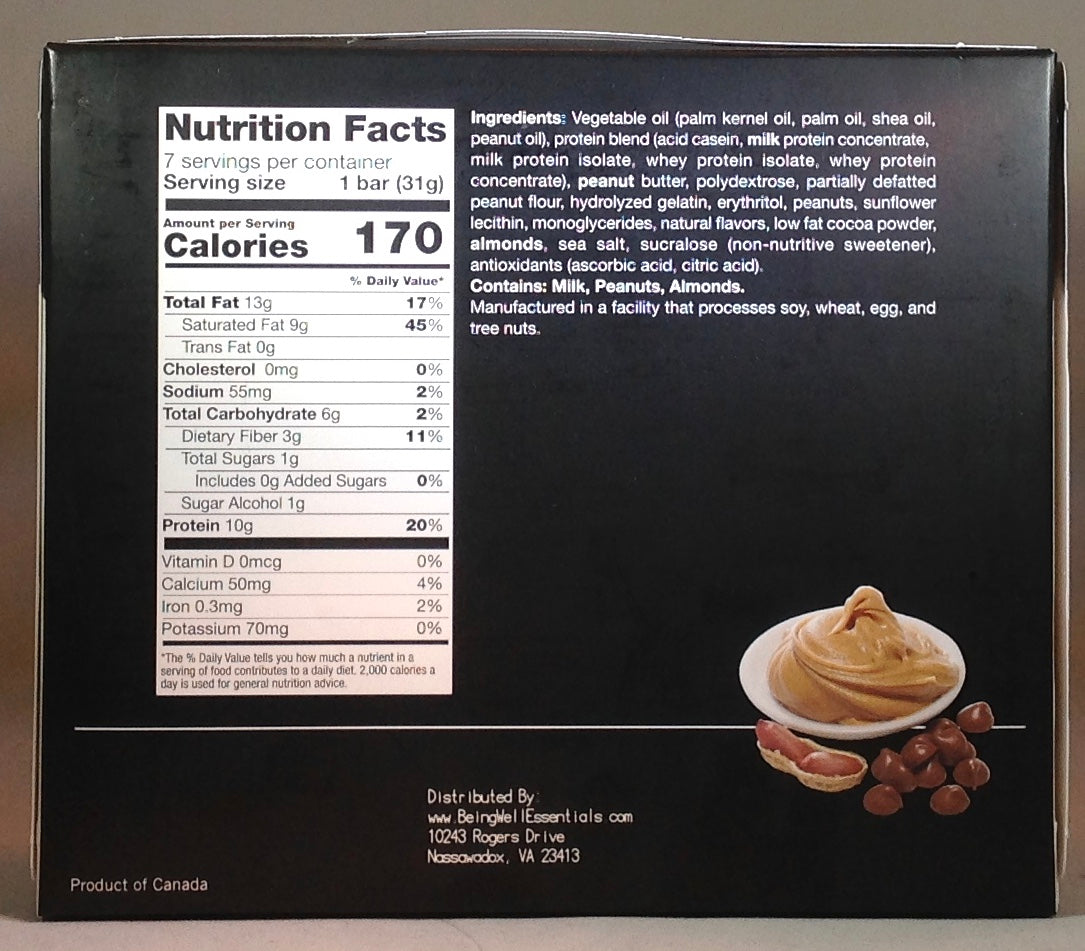 Nutrition Facts
7 servings per container
Serving size 1 bar (31g)
Amount per Serving
Calories 170
% Daily Value*
Total Fat 13g 17%
Saturated Fat 9g 45%
Trans Fat 0g
Cholesterol 0mg 0%
Sodium 55mg 2%
Total Carbohydrate 6g 2%
Dietary Fiber 3g 11%
Total Sugars 1g
Includes 0g Added Sugars 0%
Sugar Alcohol 1g
Protein 10g 20%
Vitamin D 0mcg 0%
Calcium 50mg 4%
Iron 0.3mg 2%
Potassium 70mg 0%
*The % Daily Value tells you how much a nutrient in a
serving of food contributes to a daily diet. 2,000 calories a
day is used for general nutrition advice.
Ingredients: Vegetable oil (palm kernel oil, palm oil, shea oil,
peanut oil), protein blend (acid casein, milk protein concentrate,
milk protein isolate, whey protein isolate, whey protein
concentrate), peanut butter, polydextrose, partially defatted
peanut flour, hydrolyzed gelatin, erythritol, peanuts, sunflower
lecithin, monoglycerides, natural flavors, low fat cocoa powder,
almonds, sea salt, sucralose (non-nutritive sweetener),
antioxidants (ascorbic acid, citric acid).
Contains: Milk, Peanuts, Almonds.
Manufactured in a facility that processes soy, wheat, egg, and
tree nuts.
Distributed By:
www.BeingWellEssentials.com
10243 Rogers Drive
Nassawadox, VA 23413
Product of Canada